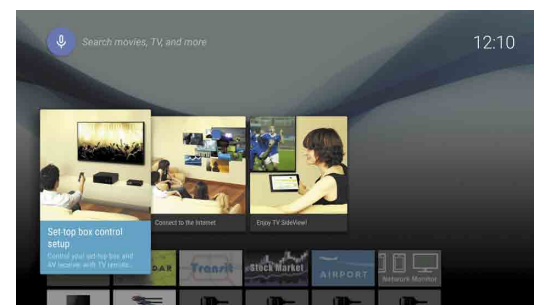 Search movies, TV, and more
12:10
Set-top box control
setup
Control your set-top box and
AV receiver with TV remote...
Connect to the Internet
Enjoy TV SideView!
DAR
Transit
Stock Market
AIRPORT
Network Monitor